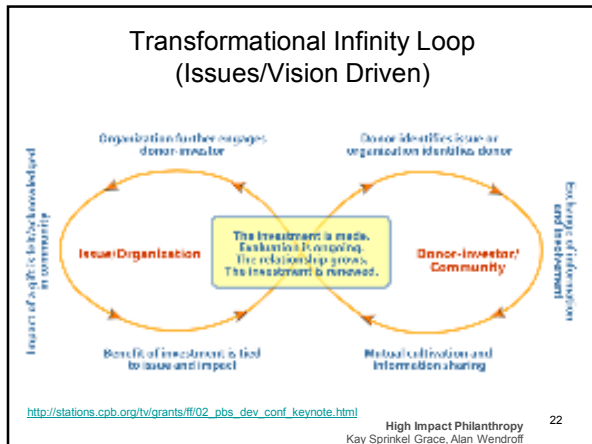 Transformational Infinity Loop
(Issues/Vision Driven)
Organization further engages
donor-investor
Donor identifies issue or
organization identifies donor
Impact of a gift is felt/acknowledged
in community
Issue/Organization
The investment is made.
Evaluation is ongoing.
The relationship grows.
The investment is renewed.
Donor-investor/
Community
Exchange of information
and involvement
Benefit of investment is tied
to issue and impact
Mutual cultivation and
information sharing
http://stations.cpb.org/tv/grants/ff/02_pbs_dev_conf_keynote.html
High Impact Philanthropy
Kay Sprinkel Grace, Alan Wendroff
22